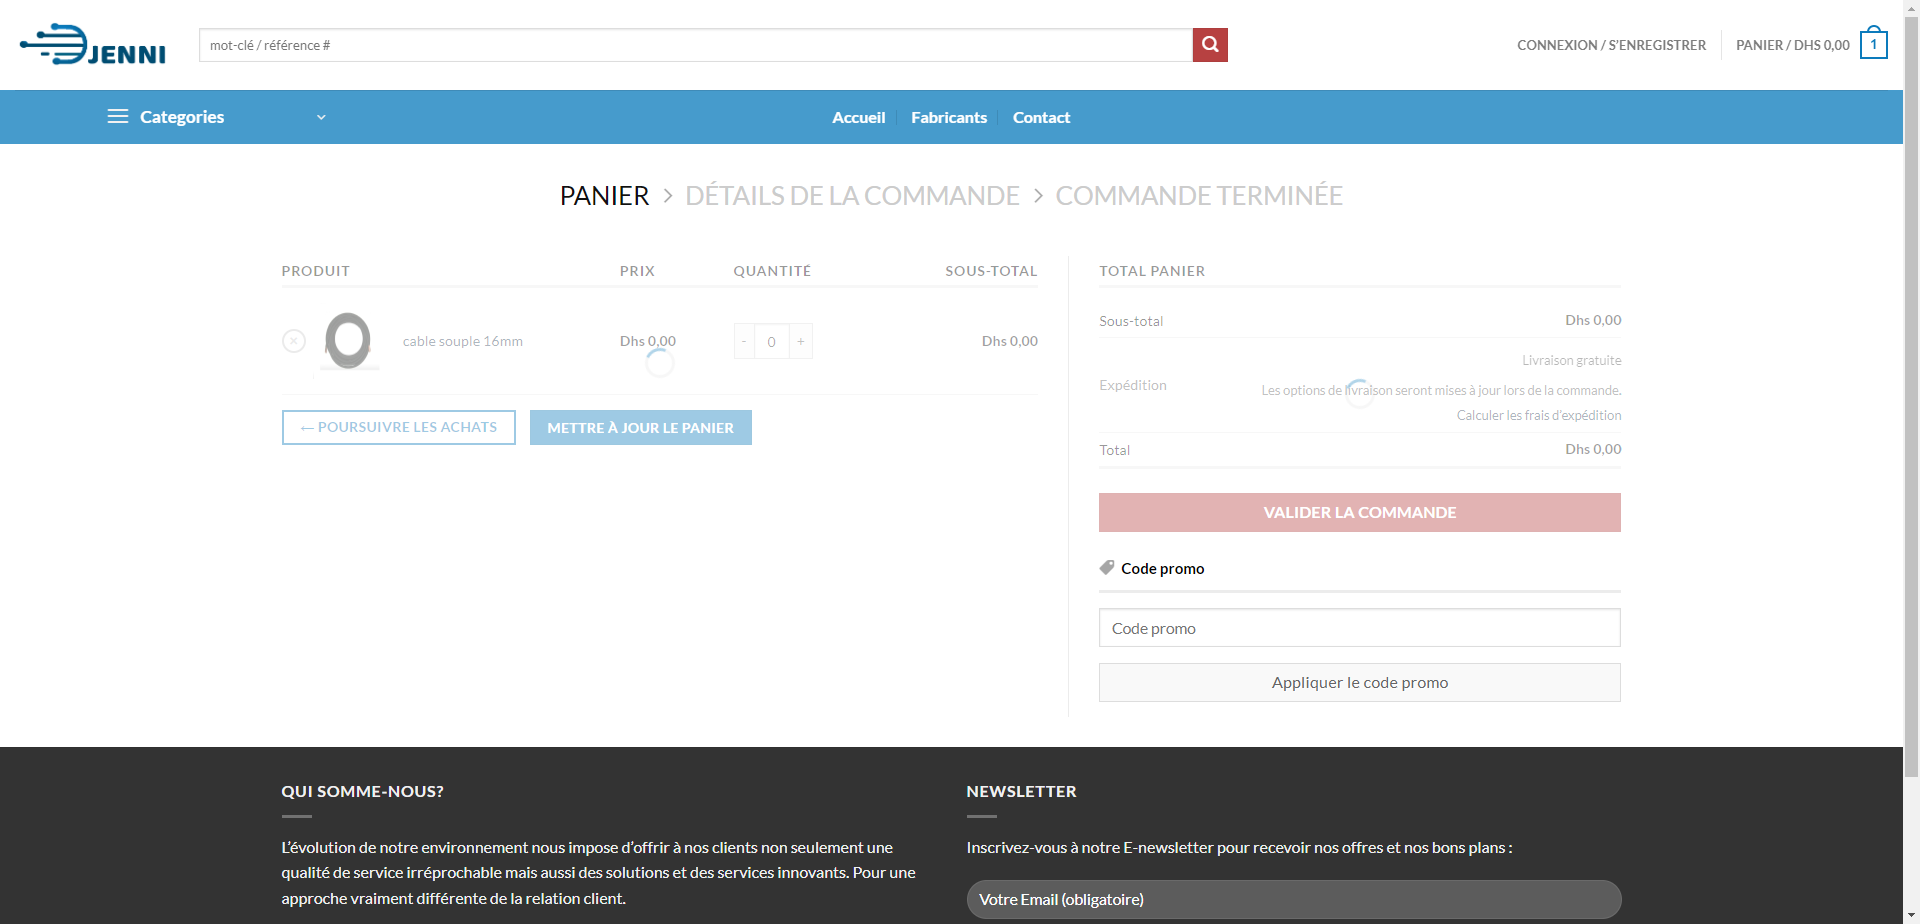 JENNI
mot-clé / référence #
CONNEXION / S'ENREGISTRER
PANIER / DHS 0,00
1
Categories
Accueil
Fabricants
Contact
PANIER > DÉTAILS DE LA COMMANDE > COMMANDE TERMINÉE
PRODUIT PRIX QUANTITÉ SOUS-TOTAL
× cable souple 16mm Dhs 0,00 - 0 + Dhs 0,00
← POURSUIVRE LES ACHATS
METTRE À JOUR LE PANIER
TOTAL PANIER
Sous-total Dhs 0,00
Livraison gratuite
Expédition
Les options de livraison seront mises à jour lors de la commande.
Calculer les frais d'expédition
Total Dhs 0,00
VALIDER LA COMMANDE
Code promo
Code promo
Appliquer le code promo
QUI SOMME-NOUS?
L’évolution de notre environnement nous impose d’offrir à nos clients non seulement une
qualité de service irréprochable mais aussi des solutions et des services innovants. Pour une
approche vraiment différente de la relation client.
NEWSLETTER
Inscrivez-vous à notre E-newsletter pour recevoir nos offres et nos bons plans :
Votre Email (obligatoire)